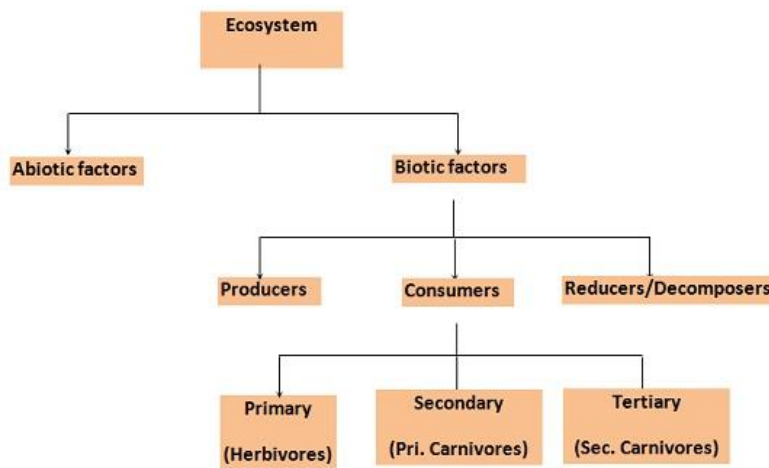 Ecosystem
Abiotic factors
Biotic factors
Producers
Consumers
Reducers/Decomposers
Primary
(Herbivores)
Secondary
(Pri. Carnivores)
Tertiary
(Sec. Carnivores)